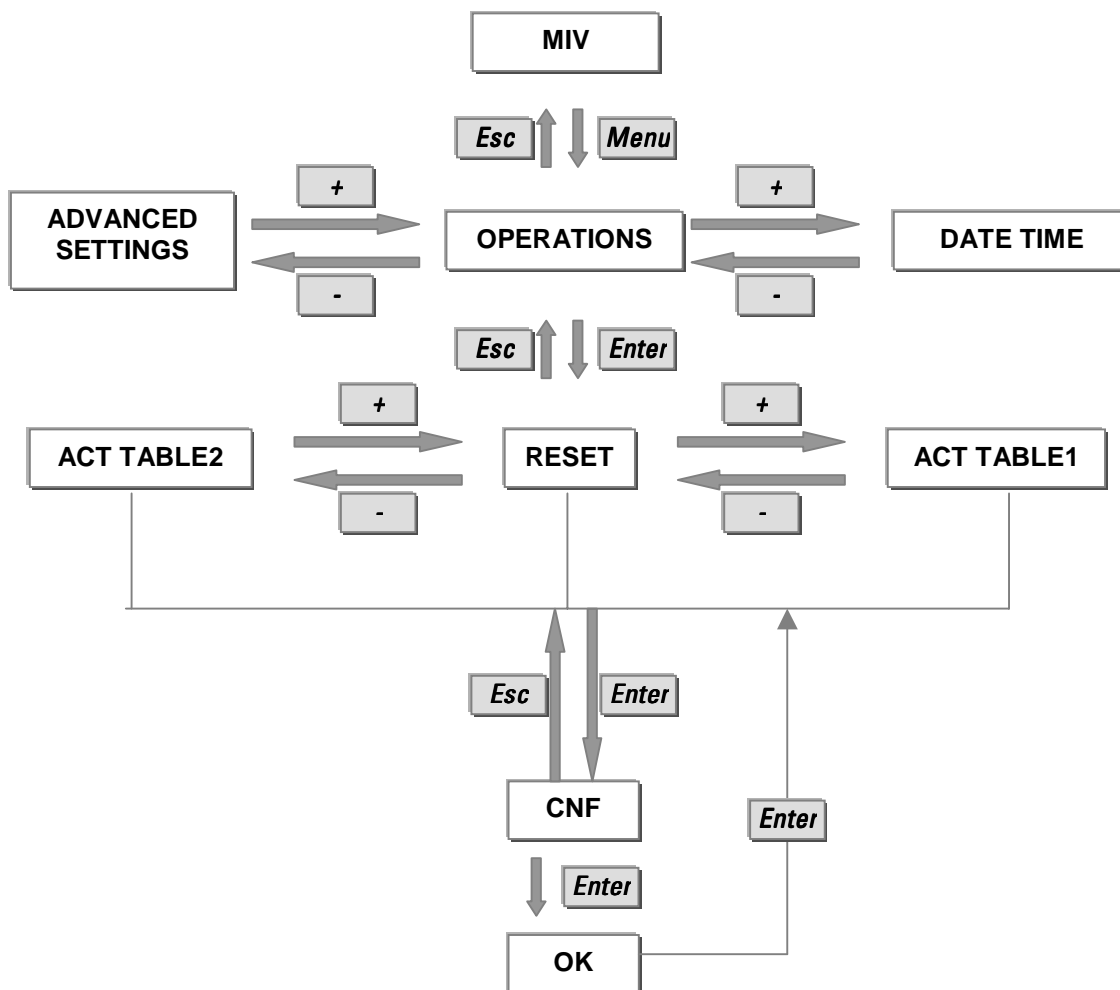 MIV
Esc
Menu
+
+
ADVANCED
SETTINGS
OPERATIONS
DATE TIME
-
-
Esc
Enter
+
+
ACT TABLE2
RESET
ACT TABLE1
-
-
Esc
Enter
CNF
Enter
Enter
OK